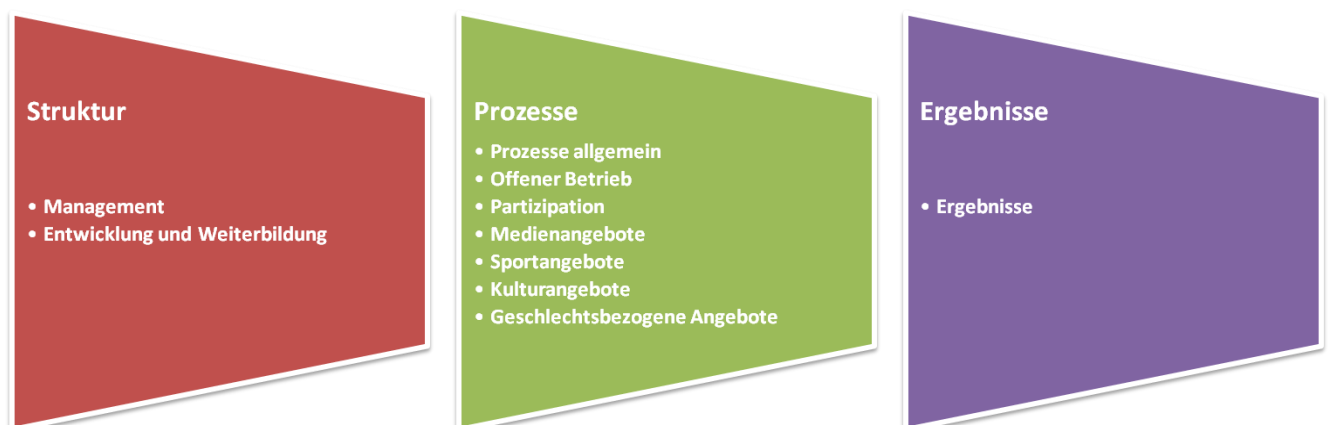 Struktur
• Management
• Entwicklung und Weiterbildung
Prozesse
• Prozesse allgemein
• Offener Betrieb
• Partizipation
• Medienangebote
• Sportangebote
• Kulturangebote
• Geschlechtsbezogene Angebote
Ergebnisse
• Ergebnisse